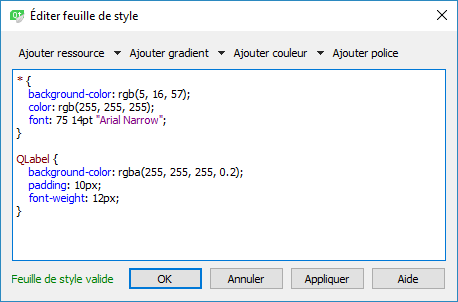 Éditer feuille de style
Ajouter ressource Ajouter gradient Ajouter couleur Ajouter police
* {
    background-color: rgb(5, 16, 57);
    color: rgb(255, 255, 255);
    font: 75 14pt "Arial Narrow";
}

QLabel {
    background-color: rgba(255, 255, 255, 0.2);
    padding: 10px;
    font-weight: 12px;
}
Feuille de style valide OK Annuler Appliquer Aide